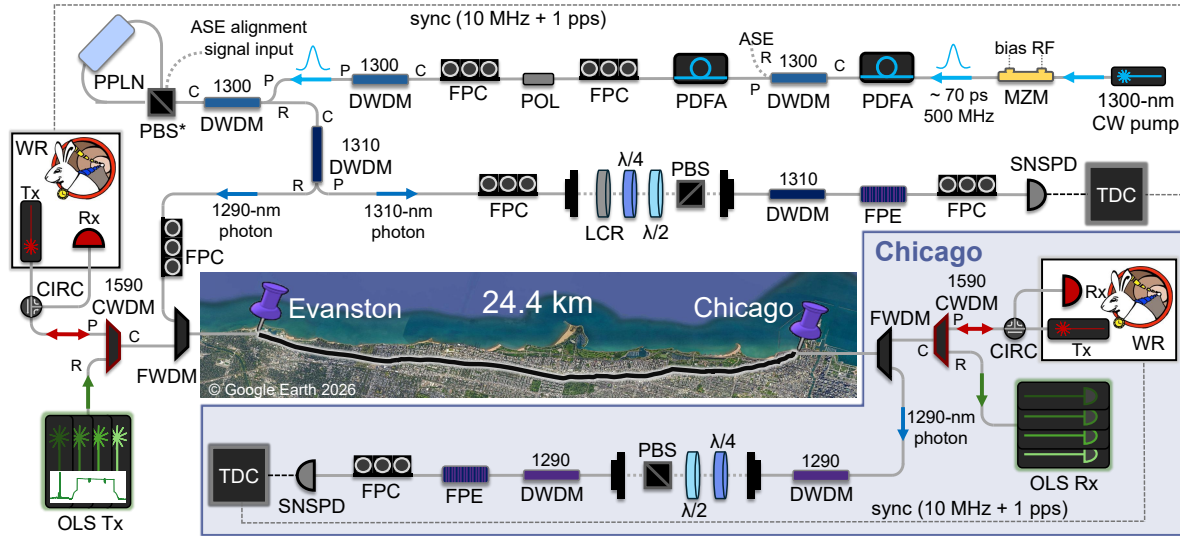 sync (10 MHz + 1 pps)
ASE alignment
signal input
PPLN
PBS*
C
1300
DWDM
P
R
P
1300
DWDM
C
FPC
POL
FPC
PDFA
ASE
R
P
1300
DWDM
C
PDFA
~ 70 ps
500 MHz
bias RF
MZM
1300-nm
CW pump
C
1310
DWDM
R
P
1290-nm
photon
1310-nm
photon
FPC
LCR
λ/4
λ/2
PBS
1310
DWDM
FPE
FPC
SNSPD
TDC
WR
Tx
Rx
CIRC
FPC
1590
CWDM
P
C
R
FWDM
OLS Tx
Evanston
24.4 km
Chicago
© Google Earth 2026
Chicago
FWDM
1590
CWDM
P
C
R
CIRC
Rx
Tx
WR
OLS Rx
1290-nm
photon
TDC
SNSPD
FPC
FPE
1290
DWDM
PBS
λ/2
λ/4
1290
DWDM
sync (10 MHz + 1 pps)